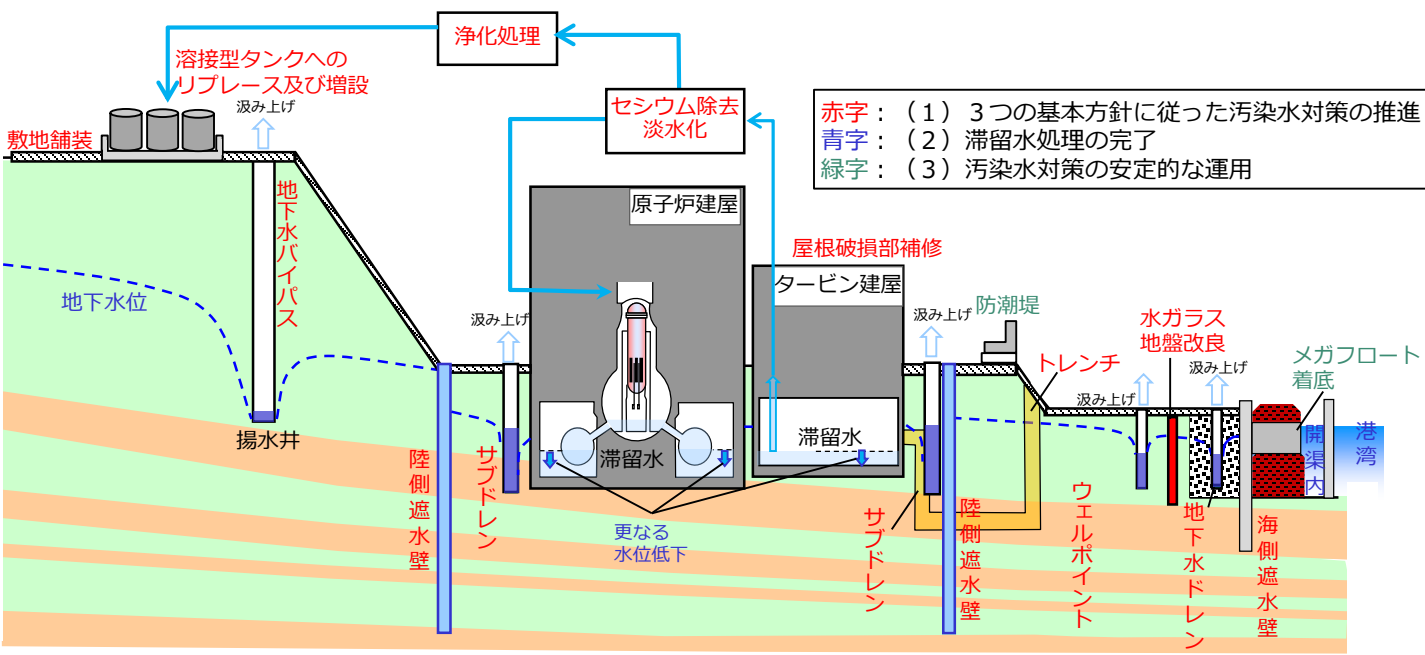 浄化処理
溶接型タンクへの
リプレース及び増設
汲み上げ
敷地舗装
セシウム除去
淡水化
赤字：（１）３つの基本方針に従った汚染水対策の推進
青字：（２）滞留水処理の完了
緑字：（３）汚染水対策の安定的な運用
地下水バイパス
原子炉建屋
屋根破損部補修
タービン建屋
地下水位
汲み上げ
汲み上げ
防潮堤
水ガラス
地盤改良
メガフロート
着底
トレンチ
汲み上げ
汲み上げ
揚水井
滞留水
滞留水
開渠内
港湾
陸側遮水壁
サブドレン
更なる
水位低下
サブドレン
陸側遮水壁
ウェルポイント
地下水ドレン
海側遮水壁